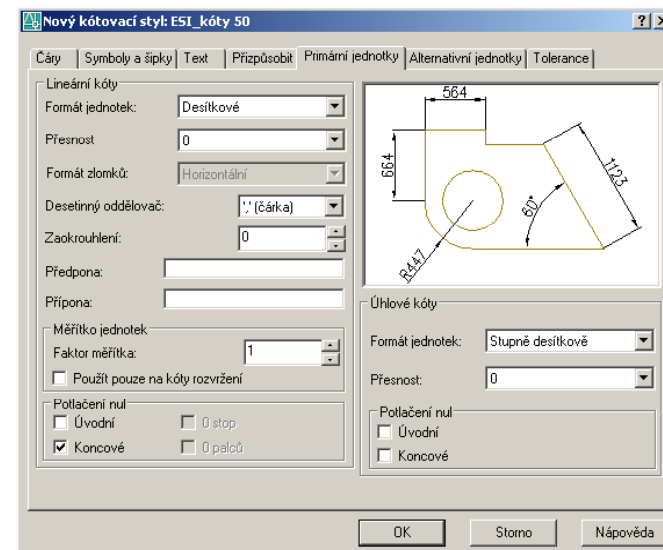 Nový kótovací styl: ESI_kóty 50
Čáry
Symboly a šipky
Text
Přizpůsobit
Primární jednotky
Alternativní jednotky
Tolerance
Lineární kóty
Formát jednotek:
Desítkové
Přesnost
0
Formát zlomků:
Horizontální
Desetinný oddělovač:
',' (čárka)
Zaokrouhlení:
0
Předpona:
Přípona:
Měřítko jednotek
Faktor měřítka:
1
Použít pouze na kóty rozvržení
Potlačení nul
Úvodní
0 stop
Koncové
0 palců
564
664
1123
60°
R447
Úhlové kóty
Formát jednotek:
Stupně desítkově
Přesnost:
0
Potlačení nul
Úvodní
Koncové
OK
Storno
Nápověda